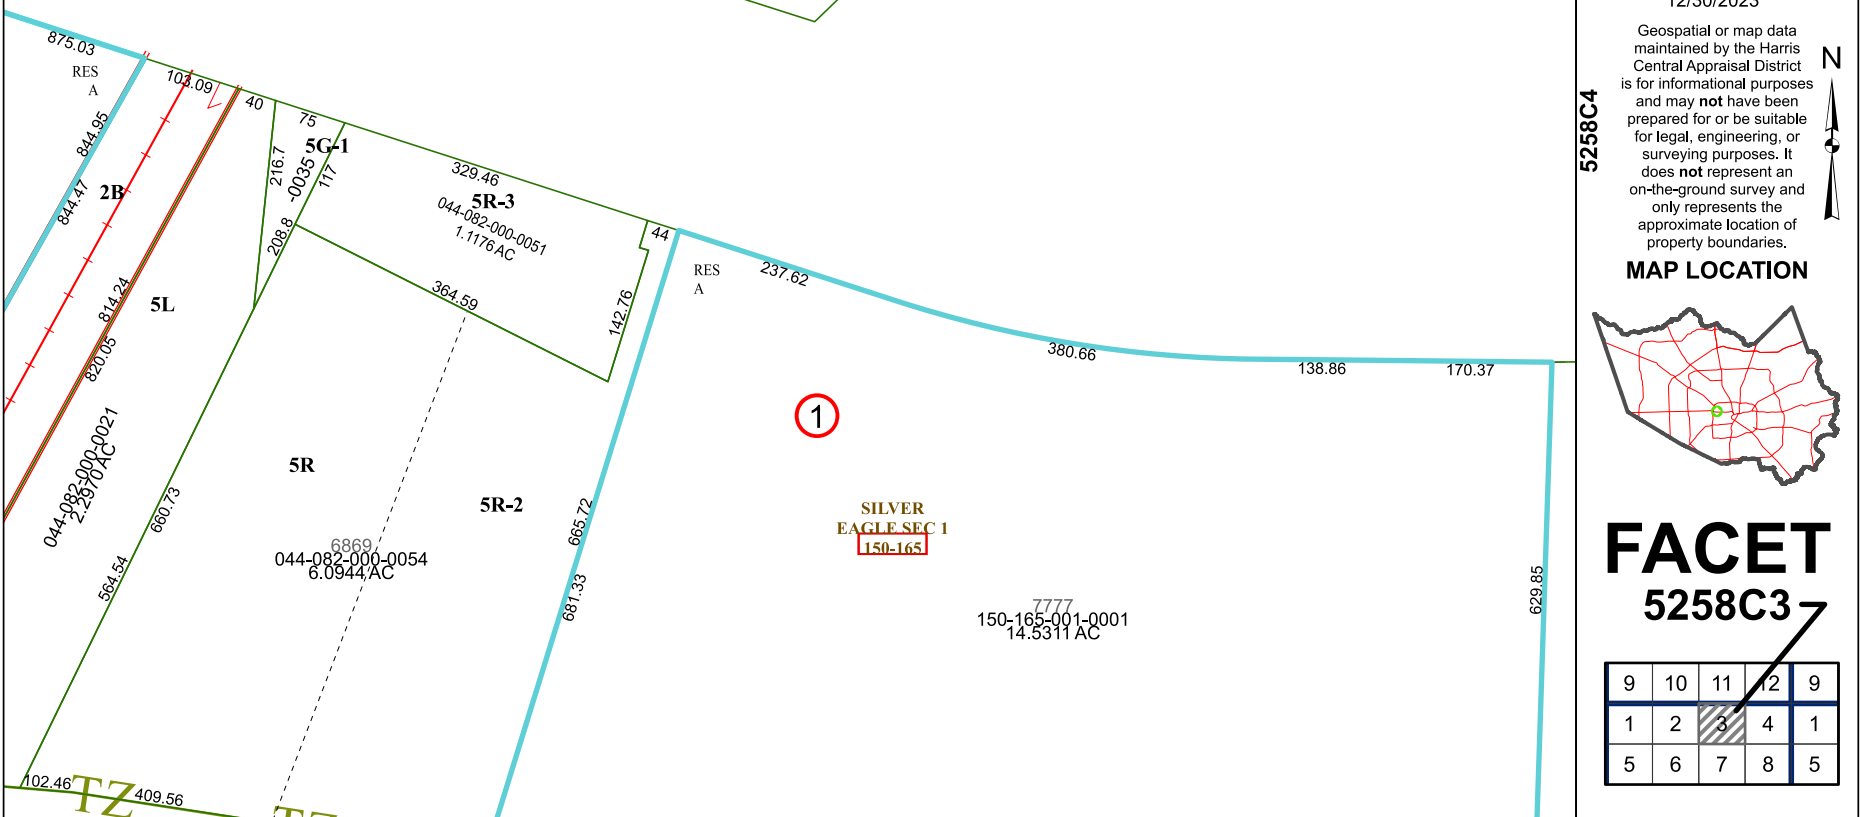 875.03
RES
A
103.09
40
75
844.95
844.47
2B
216.7
5G-1
-0035
117
208.8
329.46
5R-3
044-082-000-0051
1.1176 AC
44
RES
A
237.62
364.59
142.76
814.24
820.05
5L
380.66
138.86
170.37
1
044-082-000-0021
2.2970 AC
660.73
564.54
5R
5R-2
665.72
681.33
6869
044-082-000-0054
6.0944 AC
SILVER
EAGLE SEC 1
150-165
7777
150-165-001-0001
14.5311 AC
629.85
102.46
TZ
409.56
TZ
5258C4
12/30/2023
Geospatial or map data
maintained by the Harris
Central Appraisal District
is for informational purposes
and may not have been
prepared for or be suitable
for legal, engineering, or
surveying purposes. It
does not represent an
on-the-ground survey and
only represents the
approximate location of
property boundaries.
N
MAP LOCATION
FACET
5258C3
9 10 11 12 9
1 2 3 4 1
5 6 7 8 5